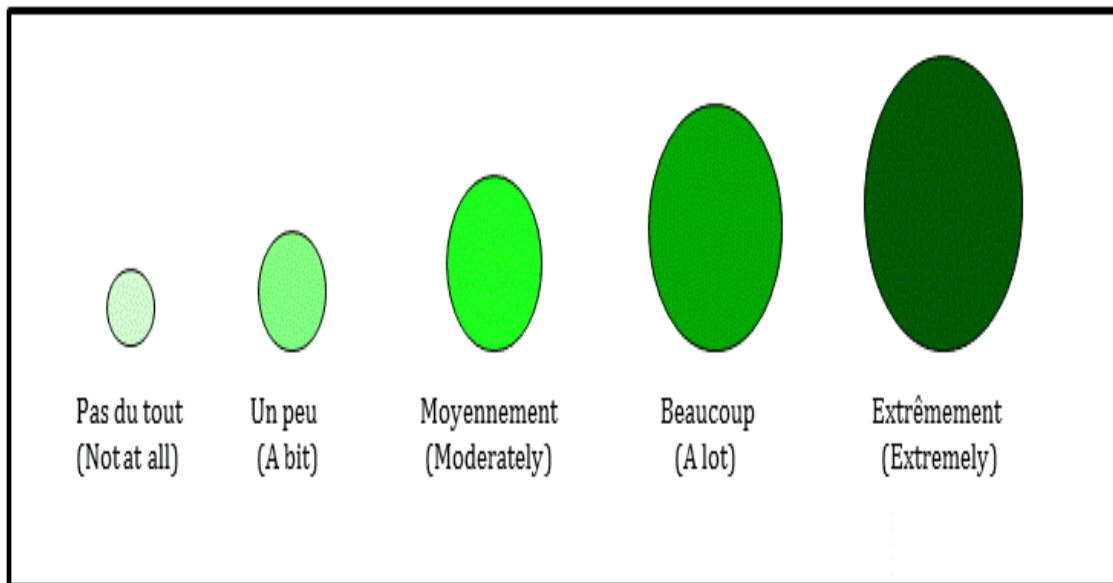 Pas du tout Un peu Moyennement Beaucoup Extrêmement
(Not at all) (A bit) (Moderately) (A lot) (Extremely)